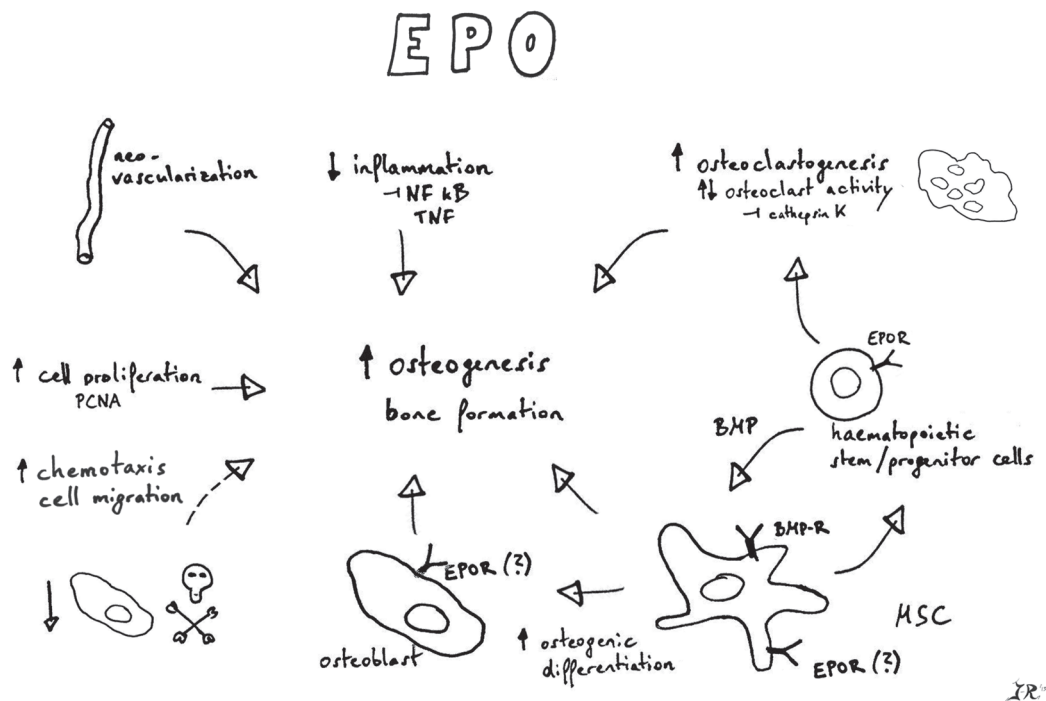 EPO
neo-
vascularization
↓ inflammation
⊣ NF kB
TNF
↑ osteoclastogenesis
↑↓ osteoclast activity
⊣ cathepsin K
EPOR
↑ cell proliferation
PCNA
↑ osteogenesis
bone formation
BMP
haematopoietic
stem/progenitor cells
↑ chemotaxis
cell migration
BMP-R
EPOR (?)
osteoblast
↑ osteogenic
differentiation
MSC
EPOR (?)